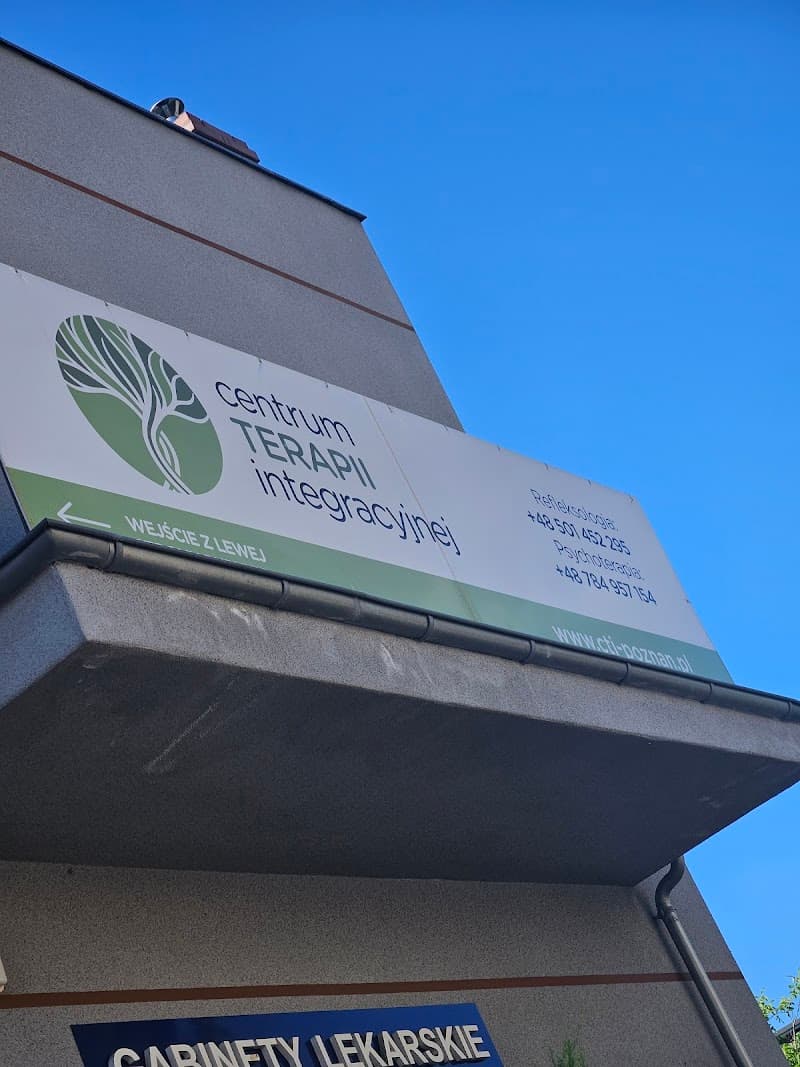 centrum
TERAPII
integracyjnej
WEJŚCIE Z LEWEJ
Refleksologia:
+48 501 452 295
Psychoterapia:
+48 784 957 154
www.cti-poznan.pl
GABINETY LEKARSKIE